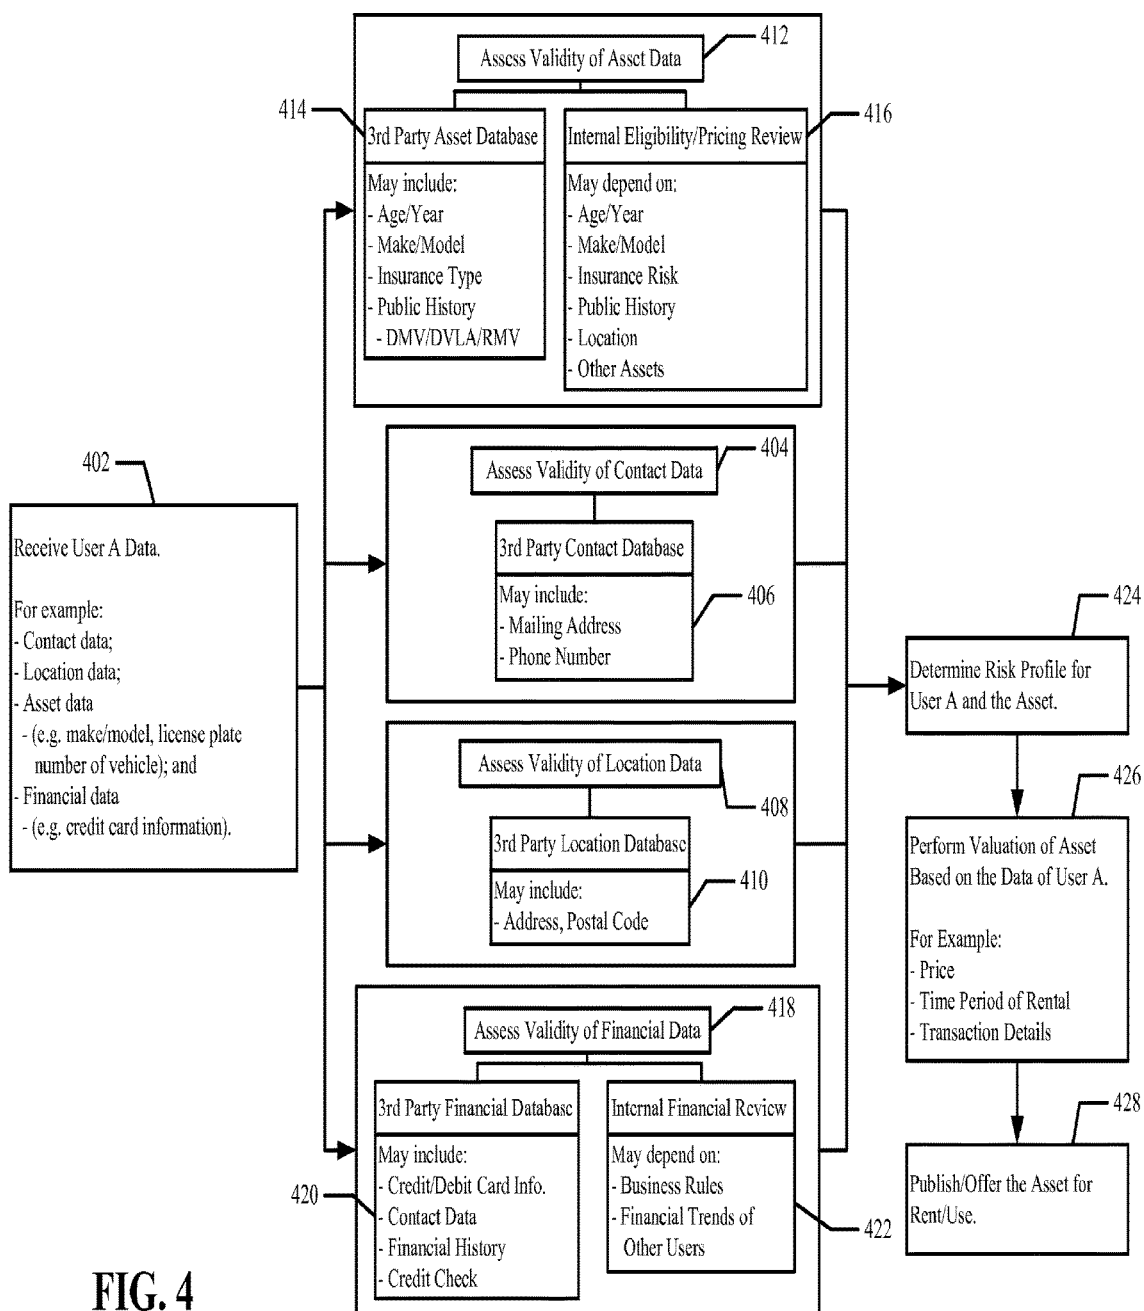 412
Assess Validity of Asset Data
414
3rd Party Asset Database
May include:
- Age/Year
- Make/Model
- Insurance Type
- Public History
- DMV/DVLA/RMV
Internal Eligibility/Pricing Review
416
May depend on:
- Age/Year
- Make/Model
- Insurance Risk
- Public History
- Location
- Other Assets
402
Receive User A Data.
For example:
- Contact data;
- Location data;
- Asset data
- (e.g. make/model, license plate
number of vehicle); and
- Financial data
- (e.g. credit card information).
Assess Validity of Contact Data
404
3rd Party Contact Database
May include:
- Mailing Address
- Phone Number
406
Assess Validity of Location Data
408
3rd Party Location Database
May include:
- Address, Postal Code
410
Assess Validity of Financial Data
418
3rd Party Financial Database
May include:
- Credit/Debit Card Info.
- Contact Data
- Financial History
- Credit Check
420
Internal Financial Review
May depend on:
- Business Rules
- Financial Trends of
Other Users
422
424
Determine Risk Profile for
User A and the Asset.
426
Perform Valuation of Asset
Based on the Data of User A.
For Example:
- Price
- Time Period of Rental
- Transaction Details
428
Publish/Offer the Asset for
Rent/Use.
FIG. 4